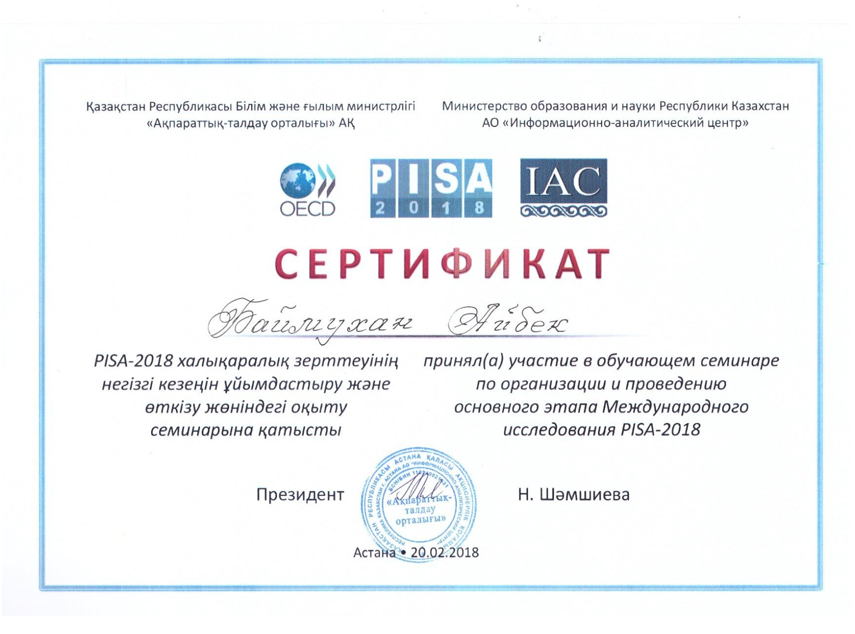 Қазақстан Республикасы Білім және ғылым министрлігі
«Ақпараттық-талдау орталығы» АҚ
Министерство образования и науки Республики Казахстан
АО «Информационно-аналитический центр»
OECD
PISA
2018
IAC
СЕРТИФИКАТ
Баймухан Айбек
PISA-2018 халықаралық зерттеуінің
негізгі кезеңін ұйымдастыру және
өткізу жөніндегі оқыту
семинарына қатысты
принял(а) участие в обучающем семинаре
по организации и проведению
основного этапа Международного
исследования PISA-2018
Президент
Н. Шәмшиева
«Ақпараттық-
талдау
орталығы»
Астана • 20.02.2018